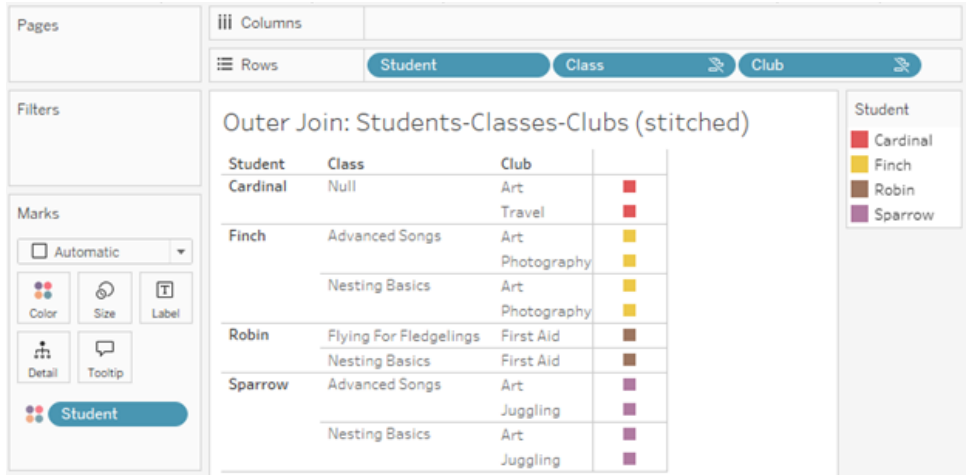 Pages
Columns
Rows Student Class Club
Filters
Outer Join: Students-Classes-Clubs (stitched)
Student Class Club
Cardinal Null Art
Travel
Finch Advanced Songs Art
Photography
Nesting Basics Art
Photography
Robin Flying For Fledgelings First Aid
Nesting Basics First Aid
Sparrow Advanced Songs Art
Juggling
Nesting Basics Art
Juggling
Marks
Automatic
Color Size Label
Detail Tooltip
Student
Student
Cardinal
Finch
Robin
Sparrow